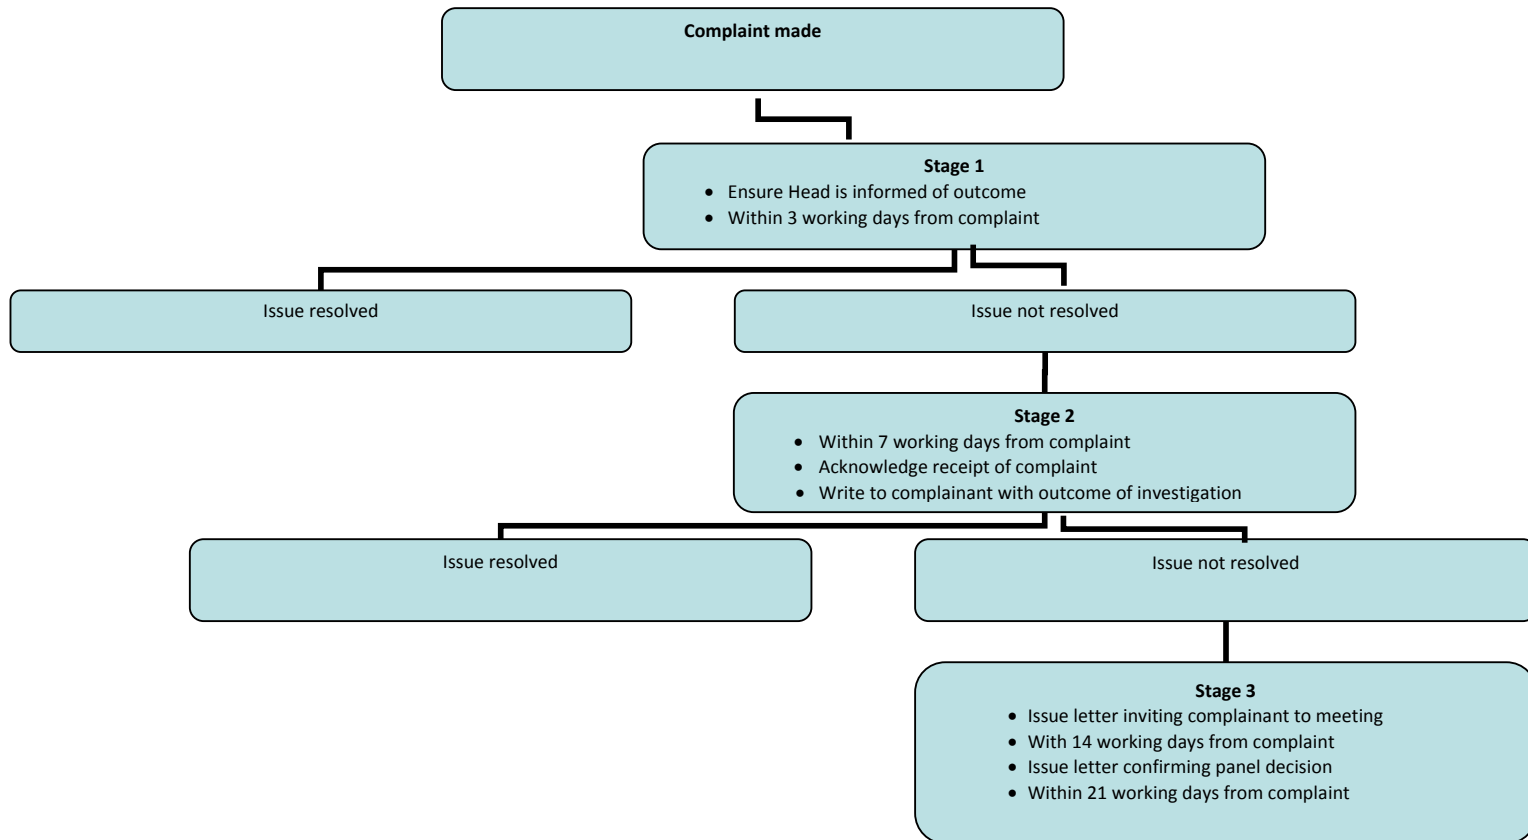 Complaint made
Stage 1
• Ensure Head is informed of outcome
• Within 3 working days from complaint
Issue resolved
Issue not resolved
Stage 2
• Within 7 working days from complaint
• Acknowledge receipt of complaint
• Write to complainant with outcome of investigation
Issue resolved
Issue not resolved
Stage 3
• Issue letter inviting complainant to meeting
• With 14 working days from complaint
• Issue letter confirming panel decision
• Within 21 working days from complaint